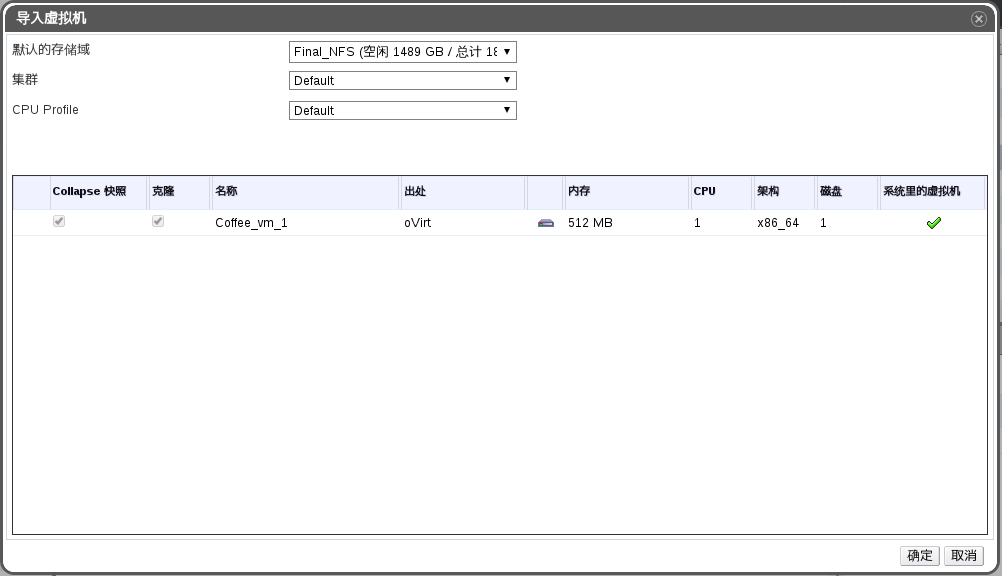 导入虚拟机
默认的存储域 Final_NFS (空闲 1489 GB / 总计 18
集群 Default
CPU Profile Default
Collapse 快照 克隆 名称 出处 内存 CPU 架构 磁盘 系统里的虚拟机
Coffee_vm_1 oVirt 512 MB 1 x86_64 1
确定 取消